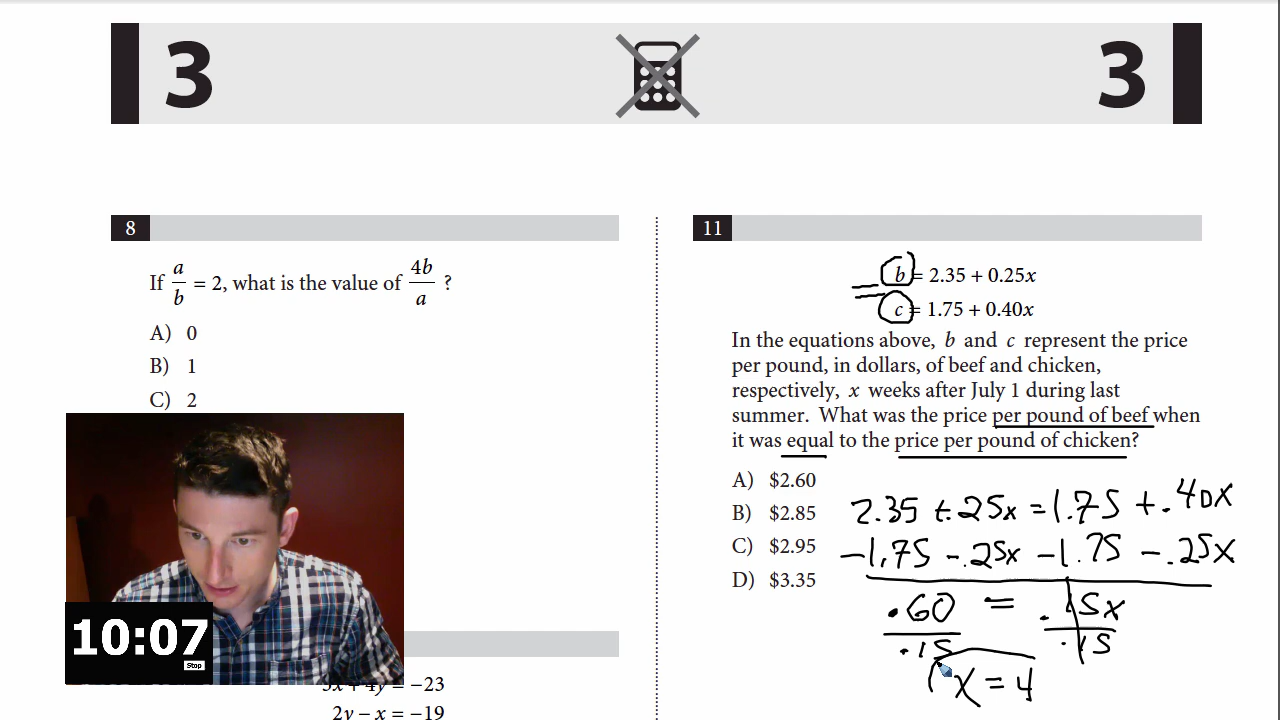 3 3
8
If a/b = 2, what is the value of 4b/a ?
A) 0
B) 1
C) 2
10:07
Stop
3x + 4y = −23
2y − x = −19
11
b = 2.35 + 0.25x
c = 1.75 + 0.40x
In the equations above, b and c represent the price
per pound, in dollars, of beef and chicken,
respectively, x weeks after July 1 during last
summer. What was the price per pound of beef when
it was equal to the price per pound of chicken?
A) $2.60
B) $2.85
C) $2.95
D) $3.35
2.35 + .25x = 1.75 + .40x
−1.75 − .25x − 1.75 − .25x
.60 = .15x
.15 .15
x = 4